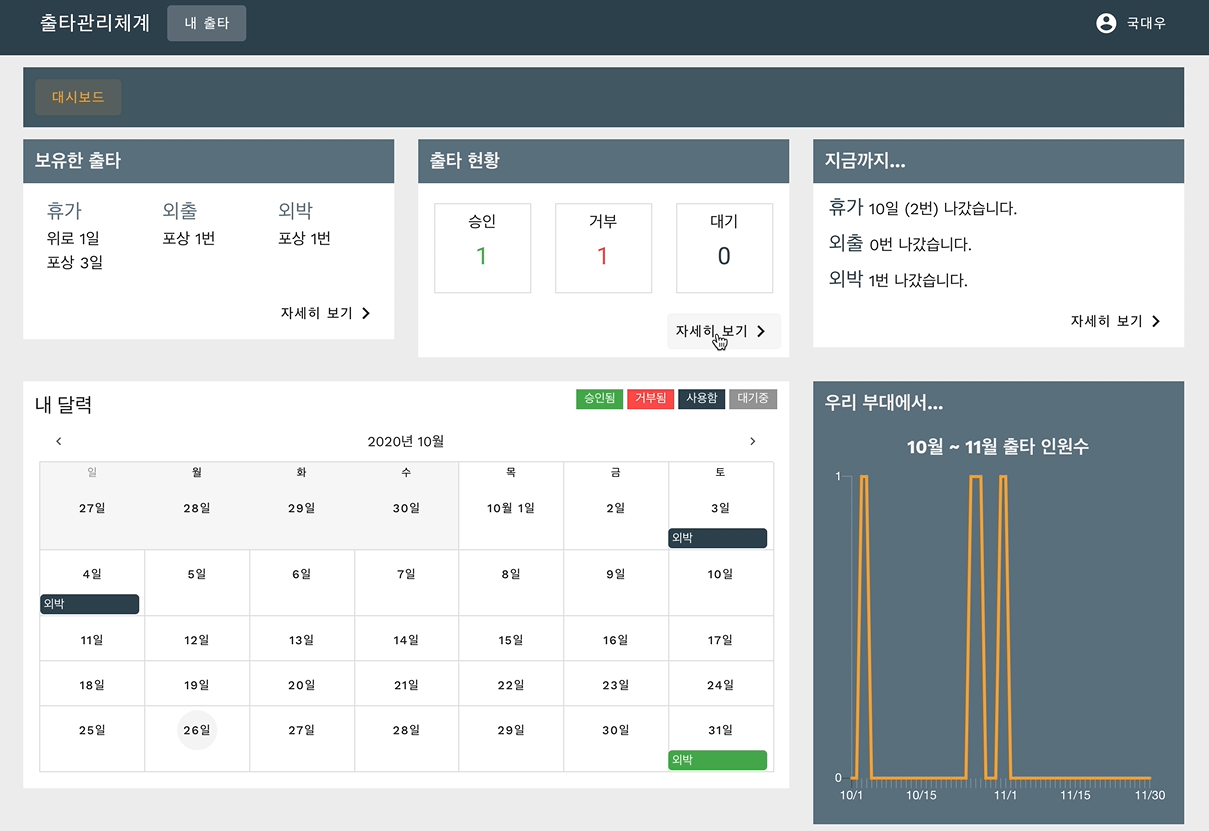 출타관리체계 내 출타 국대우
대시보드
보유한 출타
휴가 외출 외박
위로 1일 포상 1번 포상 1번
포상 3일
자세히 보기
출타 현황
승인 거부 대기
1 1 0
자세히 보기
지금까지...
휴가 10일 (2번) 나갔습니다.
외출 0번 나갔습니다.
외박 1번 나갔습니다.
자세히 보기
내 달력 승인됨 거부됨 사용함 대기중
2020년 10월
일 월 화 수 목 금 토
27일 28일 29일 30일 10월 1일 2일 3일
외박
4일 5일 6일 7일 8일 9일 10일
외박
11일 12일 13일 14일 15일 16일 17일
18일 19일 20일 21일 22일 23일 24일
25일 26일 27일 28일 29일 30일 31일
외박
우리 부대에서...
10월 ~ 11월 출타 인원수
1
0
10/1 10/15 11/1 11/15 11/30